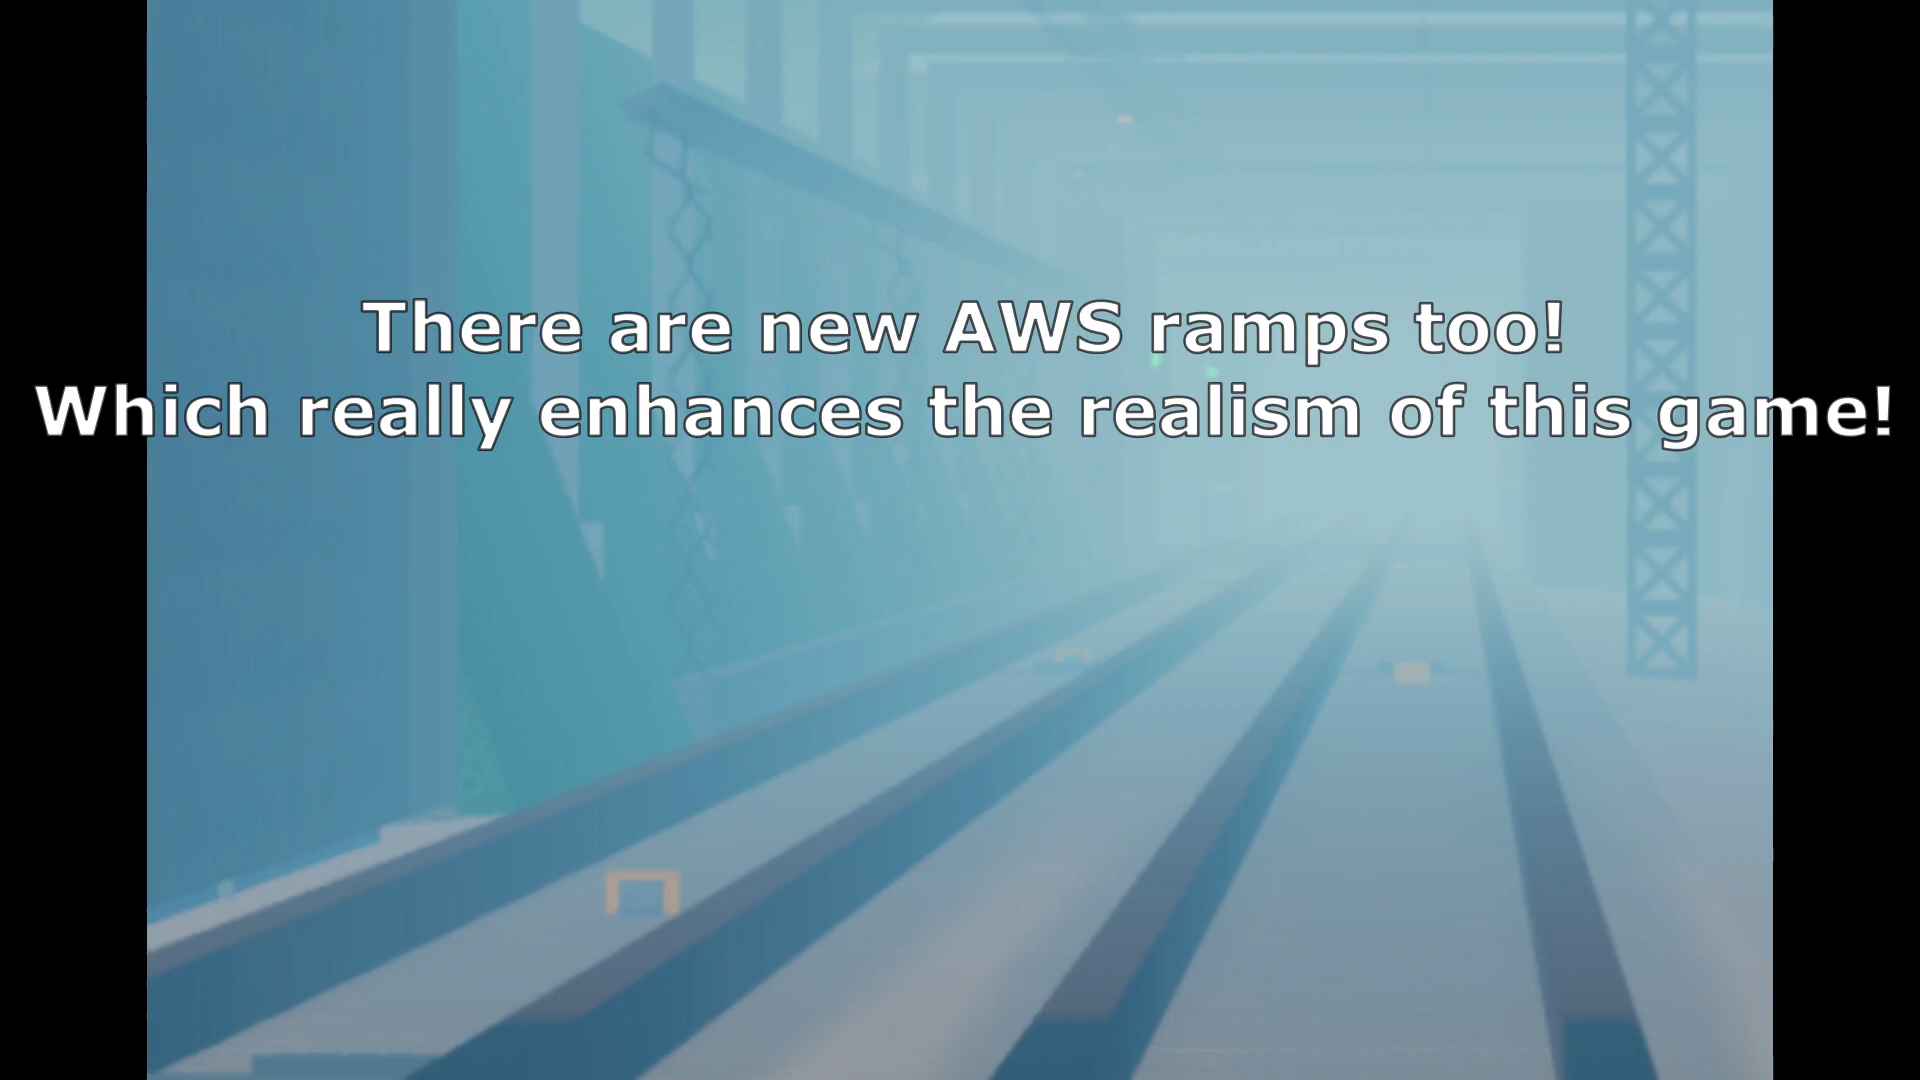 There are new AWS ramps too!
Which really enhances the realism of this game!